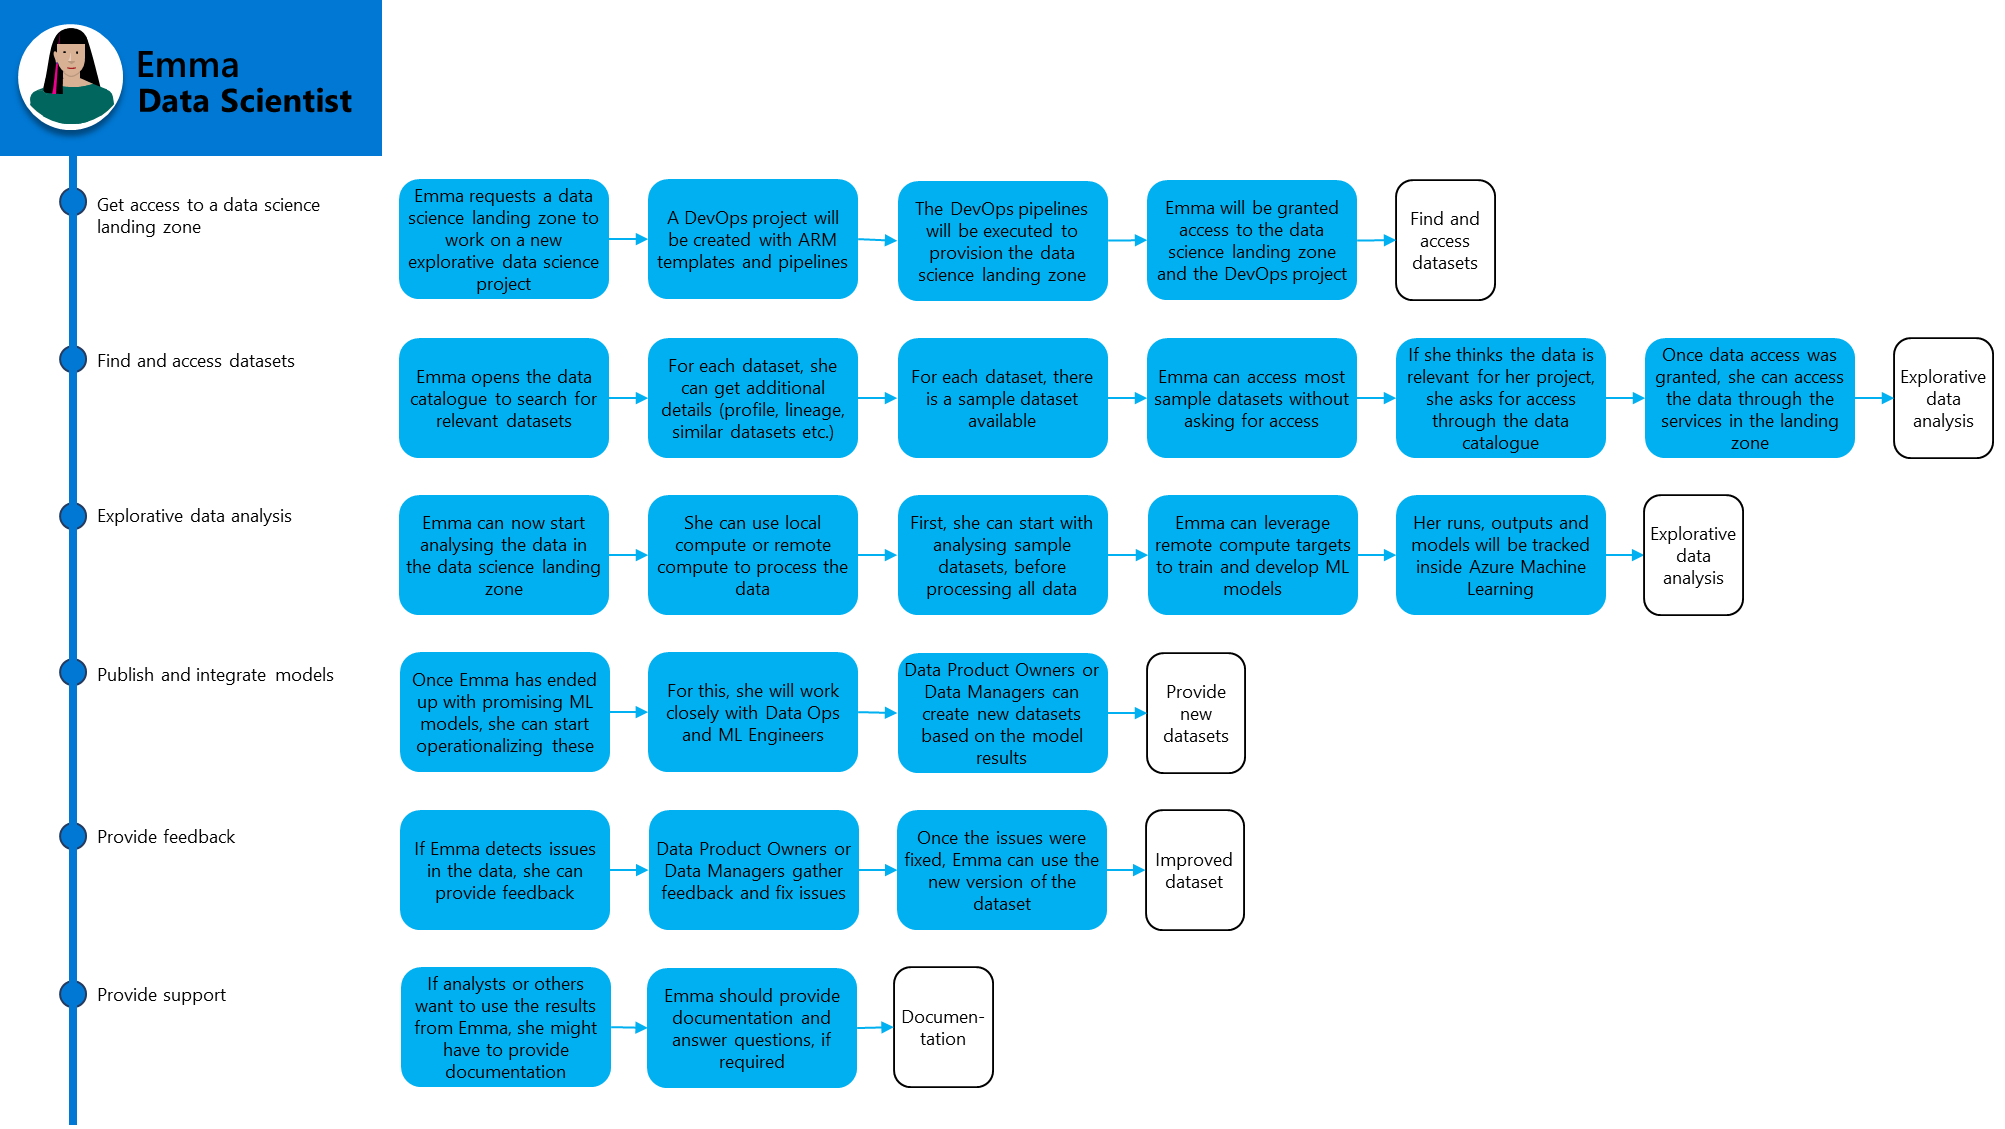 Emma
Data Scientist
Get access to a data science
landing zone
Emma requests a data
science landing zone to
work on a new
explorative data science
project
A DevOps project will
be created with ARM
templates and pipelines
The DevOps pipelines
will be executed to
provision the data
science landing zone
Emma will be granted
access to the data
science landing zone
and the DevOps project
Find and
access
datasets
Find and access datasets
Emma opens the data
catalogue to search for
relevant datasets
For each dataset, she
can get additional
details (profile, lineage,
similar datasets etc.)
For each dataset, there
is a sample dataset
available
Emma can access most
sample datasets without
asking for access
If she thinks the data is
relevant for her project,
she asks for access
through the data
catalogue
Once data access was
granted, she can access
the data through the
services in the landing
zone
Explorative
data
analysis
Explorative data analysis
Emma can now start
analysing the data in
the data science landing
zone
She can use local
compute or remote
compute to process the
data
First, she can start with
analysing sample
datasets, before
processing all data
Emma can leverage
remote compute targets
to train and develop ML
models
Her runs, outputs and
models will be tracked
inside Azure Machine
Learning
Explorative
data
analysis
Publish and integrate models
Once Emma has ended
up with promising ML
models, she can start
operationalizing these
For this, she will work
closely with Data Ops
and ML Engineers
Data Product Owners or
Data Managers can
create new datasets
based on the model
results
Provide
new
datasets
Provide feedback
If Emma detects issues
in the data, she can
provide feedback
Data Product Owners or
Data Managers gather
feedback and fix issues
Once the issues were
fixed, Emma can use the
new version of the
dataset
Improved
dataset
Provide support
If analysts or others
want to use the results
from Emma, she might
have to provide
documentation
Emma should provide
documentation and
answer questions, if
required
Documen-
tation